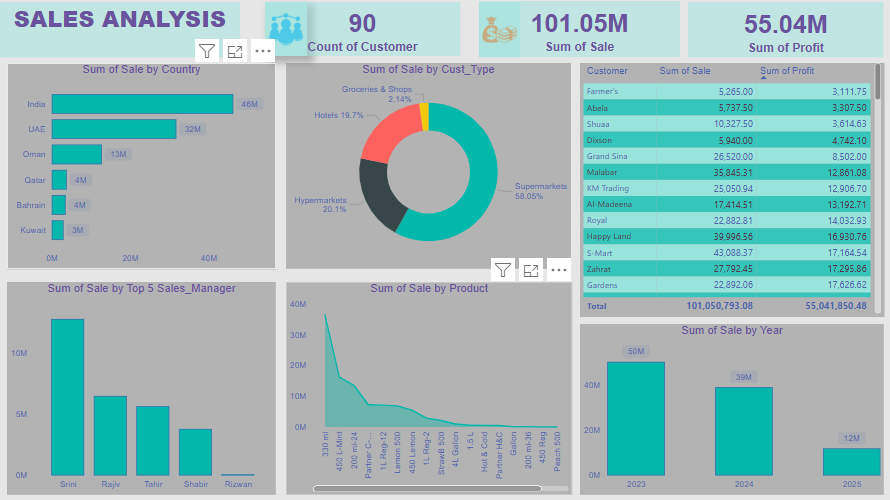 SALES ANALYSIS
90
Count of Customer
101.05M
Sum of Sale
55.04M
Sum of Profit
Sum of Sale by Country
India
46M
UAE
32M
Oman
13M
Qatar
4M
Bahrain
4M
Kuwait
3M
0M 20M 40M
Sum of Sale by Cust_Type
Groceries & Shops
2.14%
Hotels 19.7%
Hypermarkets
20.1%
Supermarkets
58.05%
Customer Sum of Sale Sum of Profit
Farmer's 5,265.00 3,111.75
Abela 5,737.50 3,307.50
Shuaa 10,327.50 3,614.63
Dixson 5,940.00 4,742.10
Grand Sina 26,520.00 8,502.00
Malabar 35,845.31 12,861.08
KM Trading 25,050.94 12,906.70
Al-Madeena 17,414.51 13,192.71
Royal 22,882.81 14,032.93
Happy Land 39,996.56 16,930.76
S-Mart 43,088.37 17,164.54
Zahrat 27,792.45 17,295.86
Gardens 22,892.06 17,626.62
Total 101,050,793.08 55,041,850.48
Sum of Sale by Top 5 Sales_Manager
10M
5M
0M
Srini Rajiv Tahir Shabir Rizwan
Sum of Sale by Product
40M
30M
20M
10M
0M
330 ml
450 L-Mint
200 ml-24
Partner C-...
1L Reg-12
Lemon 500
450 Lemon
1L Reg-2
StrawB 500
4L Gallon
1.5 L
Hot & Cold
Partner H&C
Gallon
200 ml-36
450 Reg
Peach 500
Sum of Sale by Year
50M
39M
12M
40M
20M
0M
2023 2024 2025